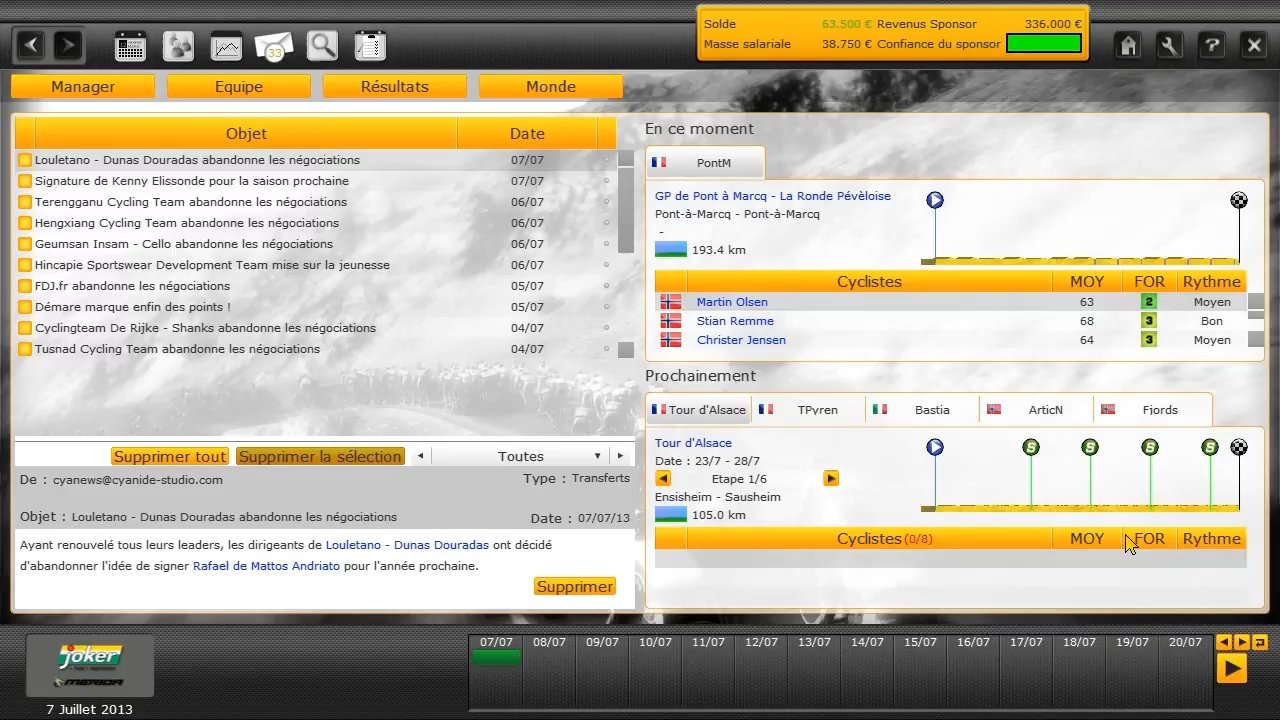 33
Solde 63.500 € Revenus Sponsor 336.000 €
Masse salariale 38.750 € Confiance du sponsor
Manager Equipe Résultats Monde
Objet Date
Louletano - Dunas Douradas abandonne les négociations 07/07
Signature de Kenny Elissonde pour la saison prochaine 07/07
Terengganu Cycling Team abandonne les négociations 06/07
Hengxiang Cycling Team abandonne les négociations 06/07
Geumsan Insam - Cello abandonne les négociations 06/07
Hincapie Sportswear Development Team mise sur la jeunesse 06/07
FDJ.fr abandonne les négociations 05/07
Démare marque enfin des points ! 05/07
Cyclingteam De Rijke - Shanks abandonne les négociations 04/07
Tusnad Cycling Team abandonne les négociations 04/07
Supprimer tout Supprimer la sélection Toutes
De : cyanews@cyanide-studio.com Type : Transferts
Objet : Louletano - Dunas Douradas abandonne les négociations Date : 07/07/13
Ayant renouvelé tous leurs leaders, les dirigeants de Louletano - Dunas Douradas ont décidé
d'abandonner l'idée de signer Rafael de Mattos Andriato pour l'année prochaine.
Supprimer
En ce moment
PontM
GP de Pont à Marcq - La Ronde Pévèloise
Pont-à-Marcq - Pont-à-Marcq
-
193.4 km
Cyclistes MOY FOR Rythme
Martin Olsen 63 2 Moyen
Stian Remme 68 3 Bon
Christer Jensen 64 3 Moyen
Prochainement
Tour d'Alsace TPyren Bastia ArticN Fjords
Tour d'Alsace
Date : 23/7 - 28/7
Etape 1/6
Ensisheim - Sausheim
105.0 km
S S S S
Cyclistes (0/8) MOY FOR Rythme
joker
MERIDA
7 Juillet 2013
07/07 08/07 09/07 10/07 11/07 12/07 13/07 14/07 15/07 16/07 17/07 18/07 19/07 20/07